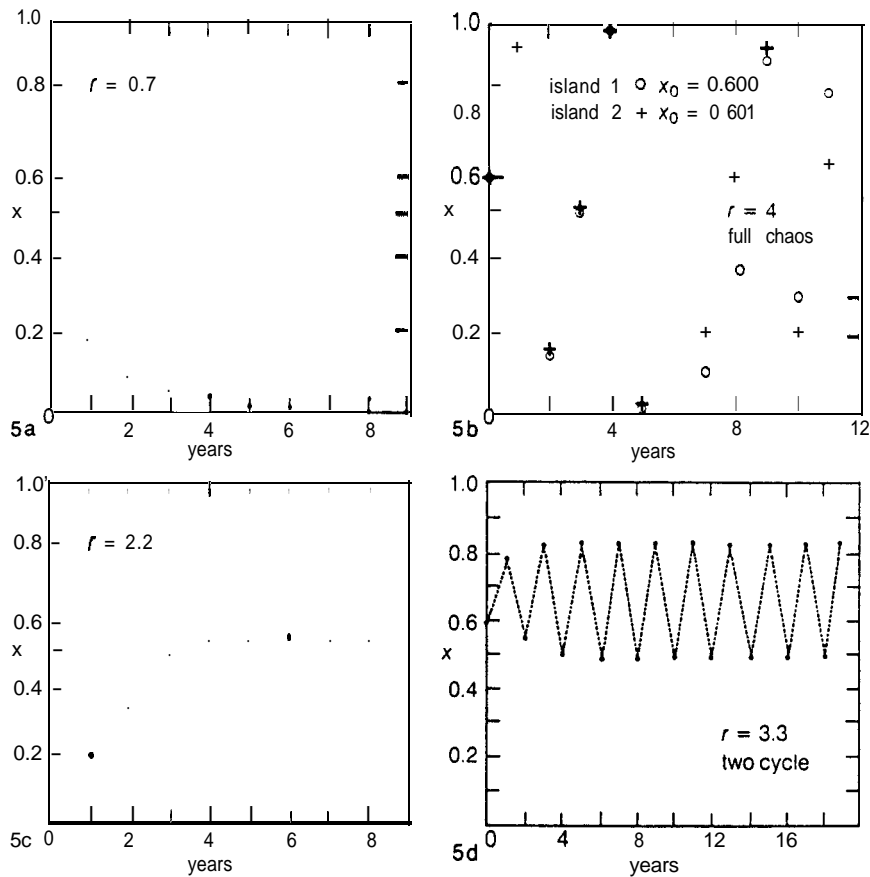 1.0
0.8
r = 0.7
0.6
x
0.4
0.2
0
5a
2
4
6
8
years
1.0
0.8
island 1 o x0 = 0.600
island 2 + x0 = 0 601
0.6
x
r = 4
full chaos
0.4
0.2
0
5b
4
8
12
years
1.0'
0.8
r = 2.2
0.6
x
0.4
0.2
5c
0
2
4
6
8
years
1.0
0.8
0.6
x
0.4
r = 3.3
two cycle
0.2
5d
0
4
8
12
16
years